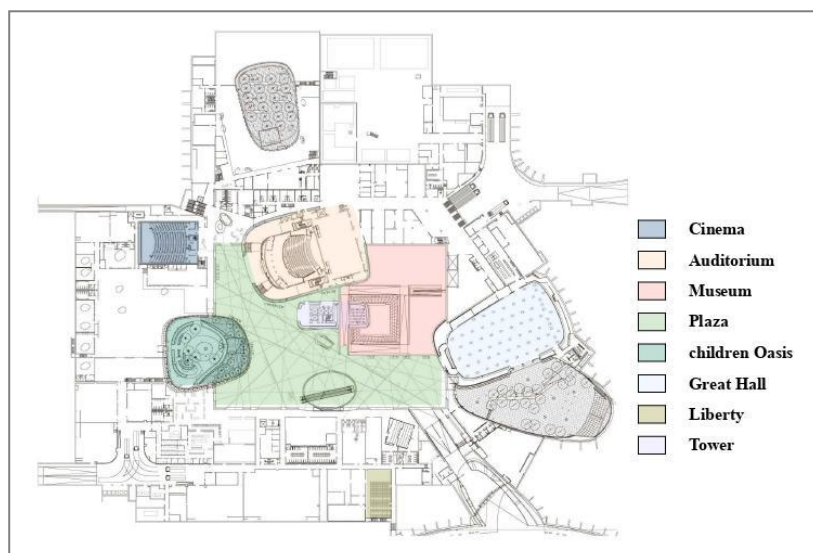 Cinema
Auditorium
Museum
Plaza
children Oasis
Great Hall
Liberty
Tower